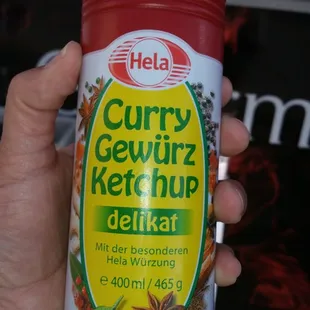 Hela
Curry
Gewürz
Ketchup
delikat
Mit der besonderen
Hela Würzung
℮ 400 ml / 465 g